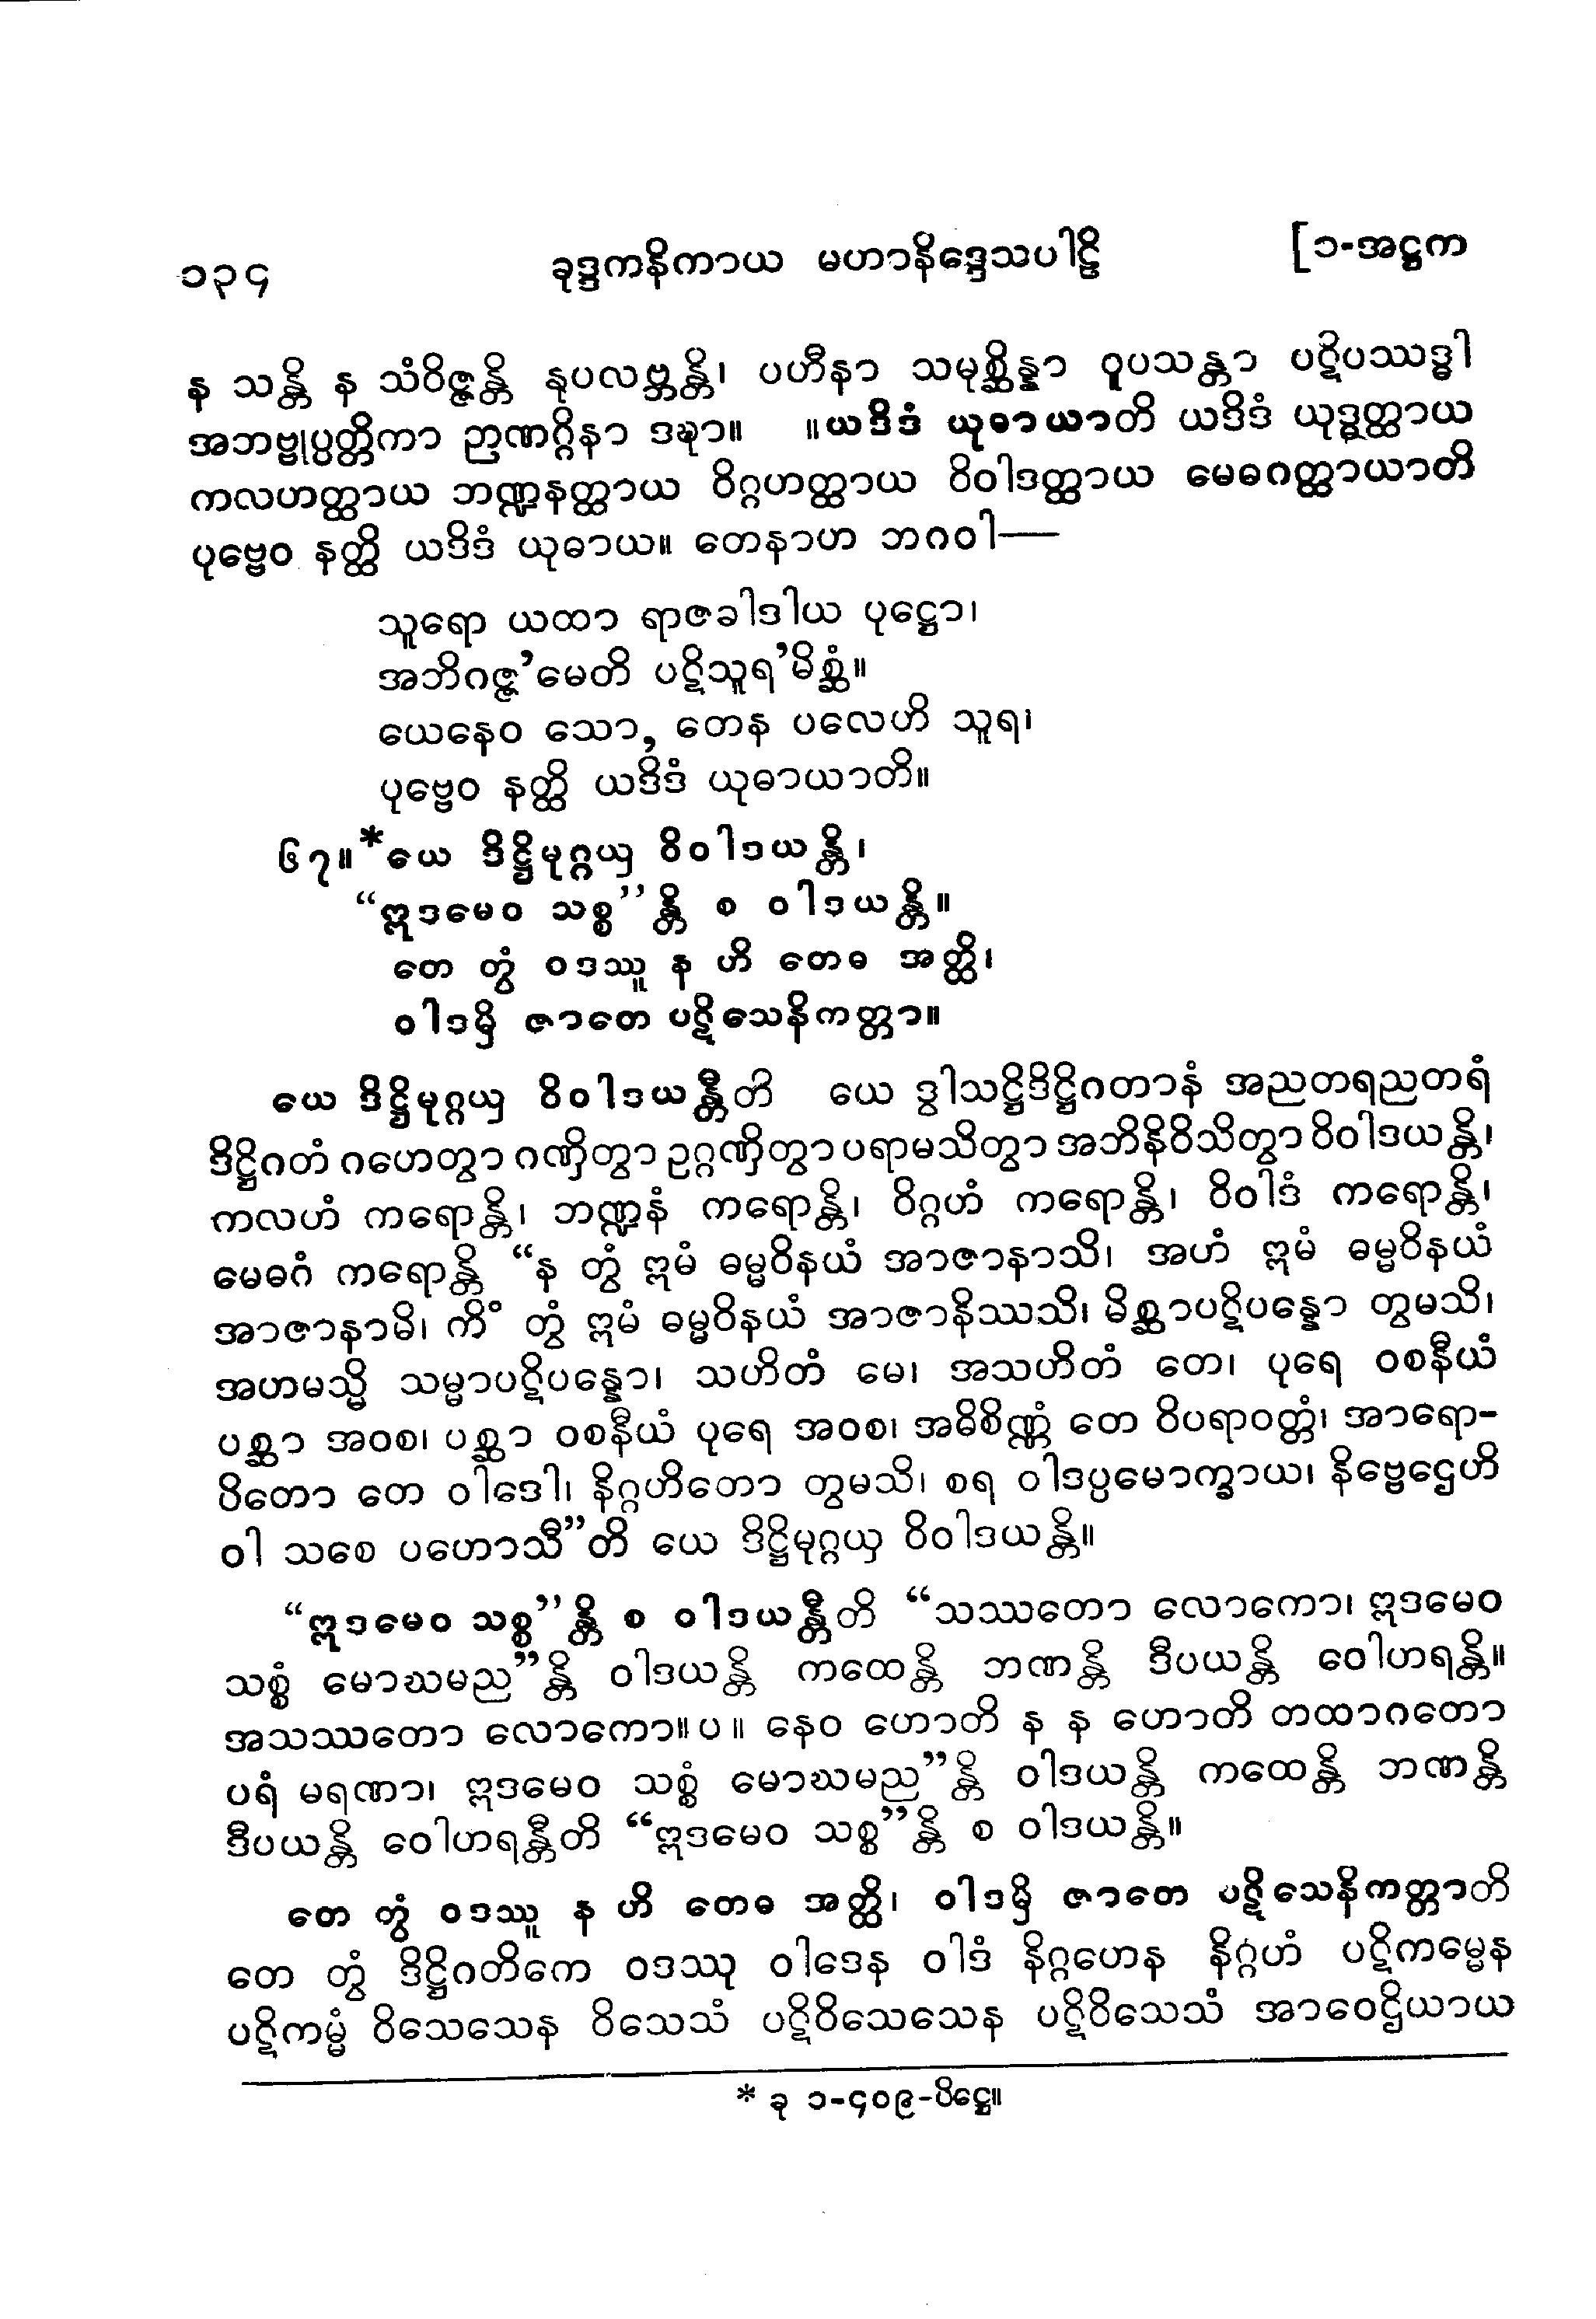 ၁၃၄ ခုဒ္ဒကနိကာယ မဟာနိဒ္ဒေသပါဠိ [၁-အဋ္ဌက
န သန္တိ န သံဝိဇ္ဇန္တိ နုပလဗ္ဘန္တိ၊ ပဟီနာ သမုစ္ဆိန္နာ ဝူပသန္တာ ပဋိပဿဒ္ဓါ
အဘဗ္ဗုပ္ပတ္တိကာ ဉာဏဂ္ဂိနာ ဒဍ္ဎာ။ ။ယဒိဒံ ယုဓာယာတိ ယဒိဒံ ယုဒ္ဓတ္ထာယ
ကလဟတ္ထာယ ဘဏ္ဍနတ္ထာယ ဝိဂ္ဂဟတ္ထာယ ဝိဝါဒတ္ထာယ မေဓဂတ္ထာယာတိ
ပုဗ္ဗေဝ နတ္ထိ ယဒိဒံ ယုဓာယ။ တေနာဟ ဘဂဝါ—
သူရော ယထာ ရာဇခါဒါယ ပုဋ္ဌော၊
အဘိဂဇ္ဇ’မေတိ ပဋိသူရ’မိစ္ဆံ။
ယေနေဝ သော, တေန ပလေဟိ သူရ၊
ပုဗ္ဗေဝ နတ္ထိ ယဒိဒံ ယုဓာယာတိ။
၆၇။*ယေ ဒိဋ္ဌိမုဂ္ဂယှ ဝိဝါဒယန္တိ၊
“ဣဒမေဝ သစ္စ”န္တိ စ ဝါဒယန္တိ။
တေ တွံ ဝဒဿူ န ဟိ တေဓ အတ္ထိ၊
ဝါဒမှိ ဇာတေ ပဋိသေနိကတ္တာ။
ယေ ဒိဋ္ဌိမုဂ္ဂယှ ဝိဝါဒယန္တီတိ ယေ ဒွါသဋ္ဌိဒိဋ္ဌိဂတာနံ အညတရညတရံ
ဒိဋ္ဌိဂတံ ဂဟေတွာ ဂဏှိတွာ ဥဂ္ဂဏှိတွာ ပရာမသိတွာ အဘိနိဝိသိတွာ ဝိဝါဒယန္တိ၊
ကလဟံ ကရောန္တိ၊ ဘဏ္ဍနံ ကရောန္တိ၊ ဝိဂ္ဂဟံ ကရောန္တိ၊ ဝိဝါဒံ ကရောန္တိ၊
မေဓဂံ ကရောန္တိ “န တွံ ဣမံ ဓမ္မဝိနယံ အာဇာနာသိ၊ အဟံ ဣမံ ဓမ္မဝိနယံ
အာဇာနာမိ၊ ကိံ တွံ ဣမံ ဓမ္မဝိနယံ အာဇာနိဿသိ၊ မိစ္ဆာပဋိပန္နော တွမသိ၊
အဟမသ္မိ သမ္မာပဋိပန္နော၊ သဟိတံ မေ၊ အသဟိတံ တေ၊ ပုရေ ဝစနီယံ
ပစ္ဆာ အဝစ၊ ပစ္ဆာ ဝစနီယံ ပုရေ အဝစ၊ အဓိစိဏ္ဏံ တေ ဝိပရာဝတ္တံ၊ အာရော-
ပိတော တေ ဝါဒေါ၊ နိဂ္ဂဟိတော တွမသိ၊ စရ ဝါဒပ္ပမောက္ခာယ၊ နိဗ္ဗေဌေဟိ
ဝါ သစေ ပဟောသီ”တိ ယေ ဒိဋ္ဌိမုဂ္ဂယှ ဝိဝါဒယန္တိ။
“ဣဒမေဝ သစ္စ”န္တိ စ ဝါဒယန္တီတိ “သဿတော လောကော၊ ဣဒမေဝ
သစ္စံ မောဃမည”န္တိ ဝါဒယန္တိ ကထေန္တိ ဘဏန္တိ ဒီပယန္တိ ဝေါဟရန္တိ။
အသဿတော လောကော။ ပ ။ နေဝ ဟောတိ န န ဟောတိ တထာဂတော
ပရံ မရဏာ၊ ဣဒမေဝ သစ္စံ မောဃမည”န္တိ ဝါဒယန္တိ ကထေန္တိ ဘဏန္တိ
ဒီပယန္တိ ဝေါဟရန္တီတိ “ဣဒမေဝ သစ္စ”န္တိ စ ဝါဒယန္တိ။
တေ တွံ ဝဒဿူ န ဟိ တေဓ အတ္ထိ၊ ဝါဒမှိ ဇာတေ ပဋိသေနိကတ္တာတိ
တေ တွံ ဒိဋ္ဌိဂတိကေ ဝဒဿု ဝါဒေန ဝါဒံ နိဂ္ဂဟေန နိဂ္ဂဟံ ပဋိကမ္မေန
ပဋိကမ္မံ ဝိသေသေန ဝိသေသံ ပဋိဝိသေသေန ပဋိဝိသေသံ အာဝေဌိယာယ
* ခု ၁-၄၀၉-ပိဋ္ဌေ။